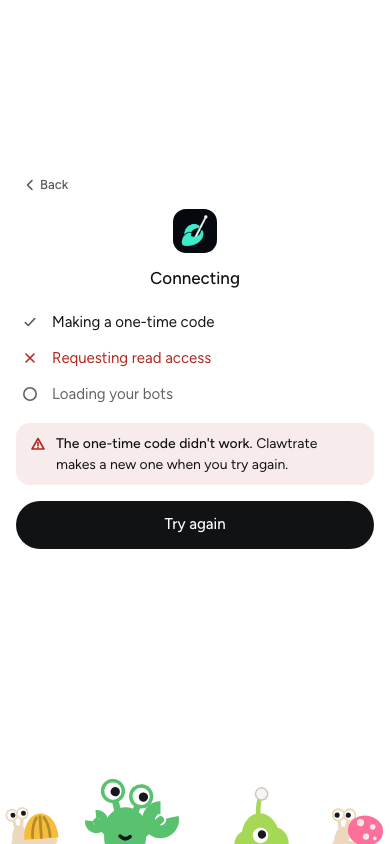 Back
Connecting
Making a one-time code
Requesting read access
Loading your bots
The one-time code didn't work. Clawtrate
makes a new one when you try again.
Try again